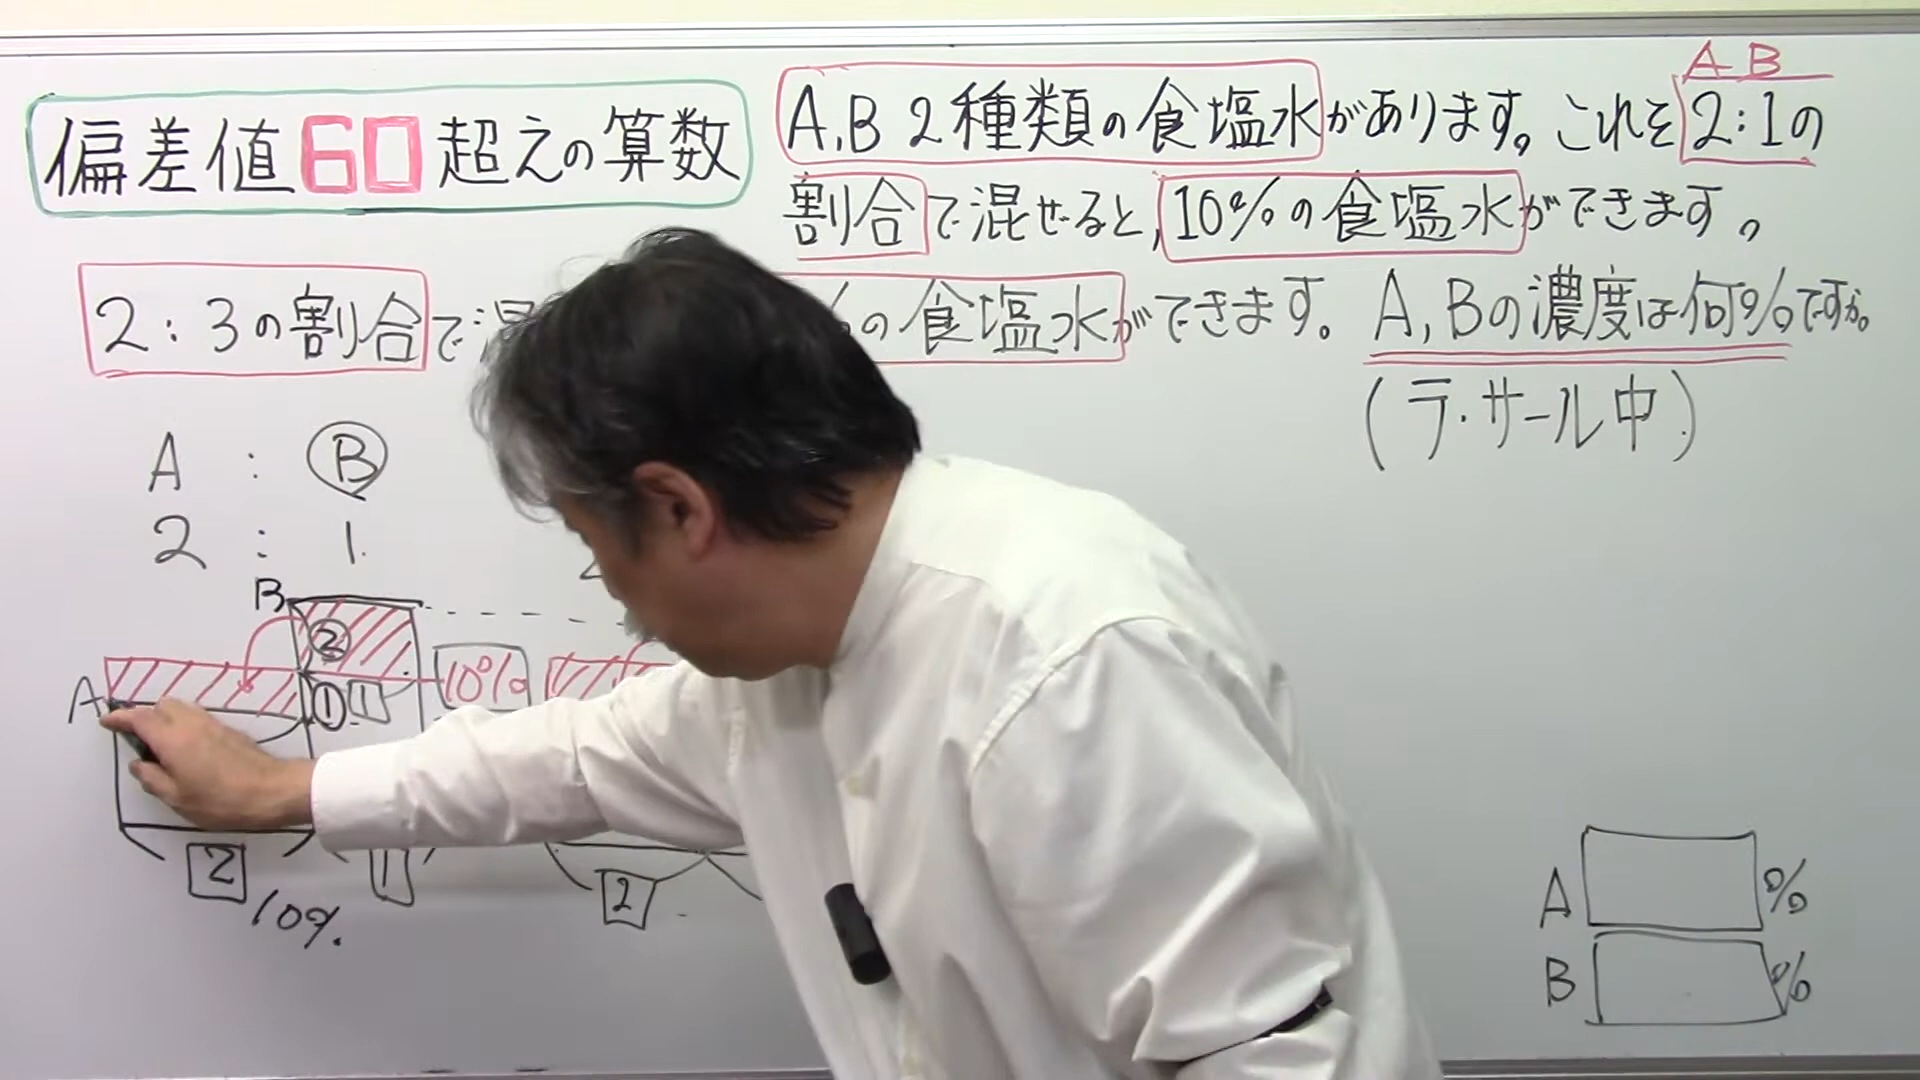 偏差値60超えの算数
A B
A,B 2種類の食塩水があります。これを2:1の
割合で混ぜると,10%の食塩水ができます。
2:3の割合で混
%の食塩水ができます。A,Bの濃度は何%ですか。
(ラ・サール中)
A : B
2 : 1
B
②
A
① 1
10%
2
1
10%
2
A %
B %